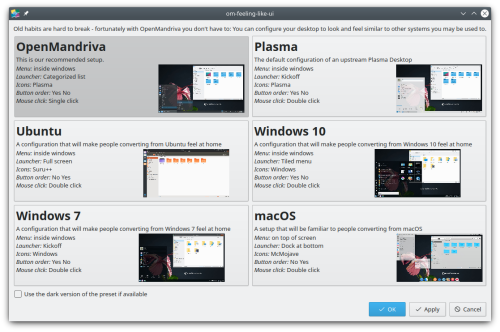 om-feeling-like-ui
Old habits are hard to break - fortunately with OpenMandriva you don't have to: You can configure your desktop to look and feel similar to other systems you may be used to.
OpenMandriva
This is our recommended setup.
Menu: inside windows
Launcher: Categorized list
Icons: Plasma
Button order: Yes No
Mouse click: Single click
Plasma
The default configuration of an upstream Plasma Desktop
Menu: inside windows
Launcher: Kickoff
Icons: Plasma
Button order: Yes No
Mouse click: Double click
Ubuntu
A configuration that will make people converting from Ubuntu feel at home
Menu: inside windows
Launcher: Full screen
Icons: Suru++
Button order: No Yes
Mouse click: Double click
Windows 10
A configuration that will make people converting from Windows 10 feel at home
Menu: inside windows
Launcher: Tiled menu
Icons: Windows
Button order: Yes No
Mouse click: Double click
Windows 7
A configuration that will make people converting from Windows 7 feel at home
Menu: inside windows
Launcher: Kickoff
Icons: Windows
Button order: Yes No
Mouse click: Double click
macOS
A setup that will be familiar to people converting from macOS
Menu: on top of screen
Launcher: Dock at bottom
Icons: McMojave
Button order: No Yes
Mouse click: Double click
Use the dark version of the preset if available
OK
Apply
Cancel